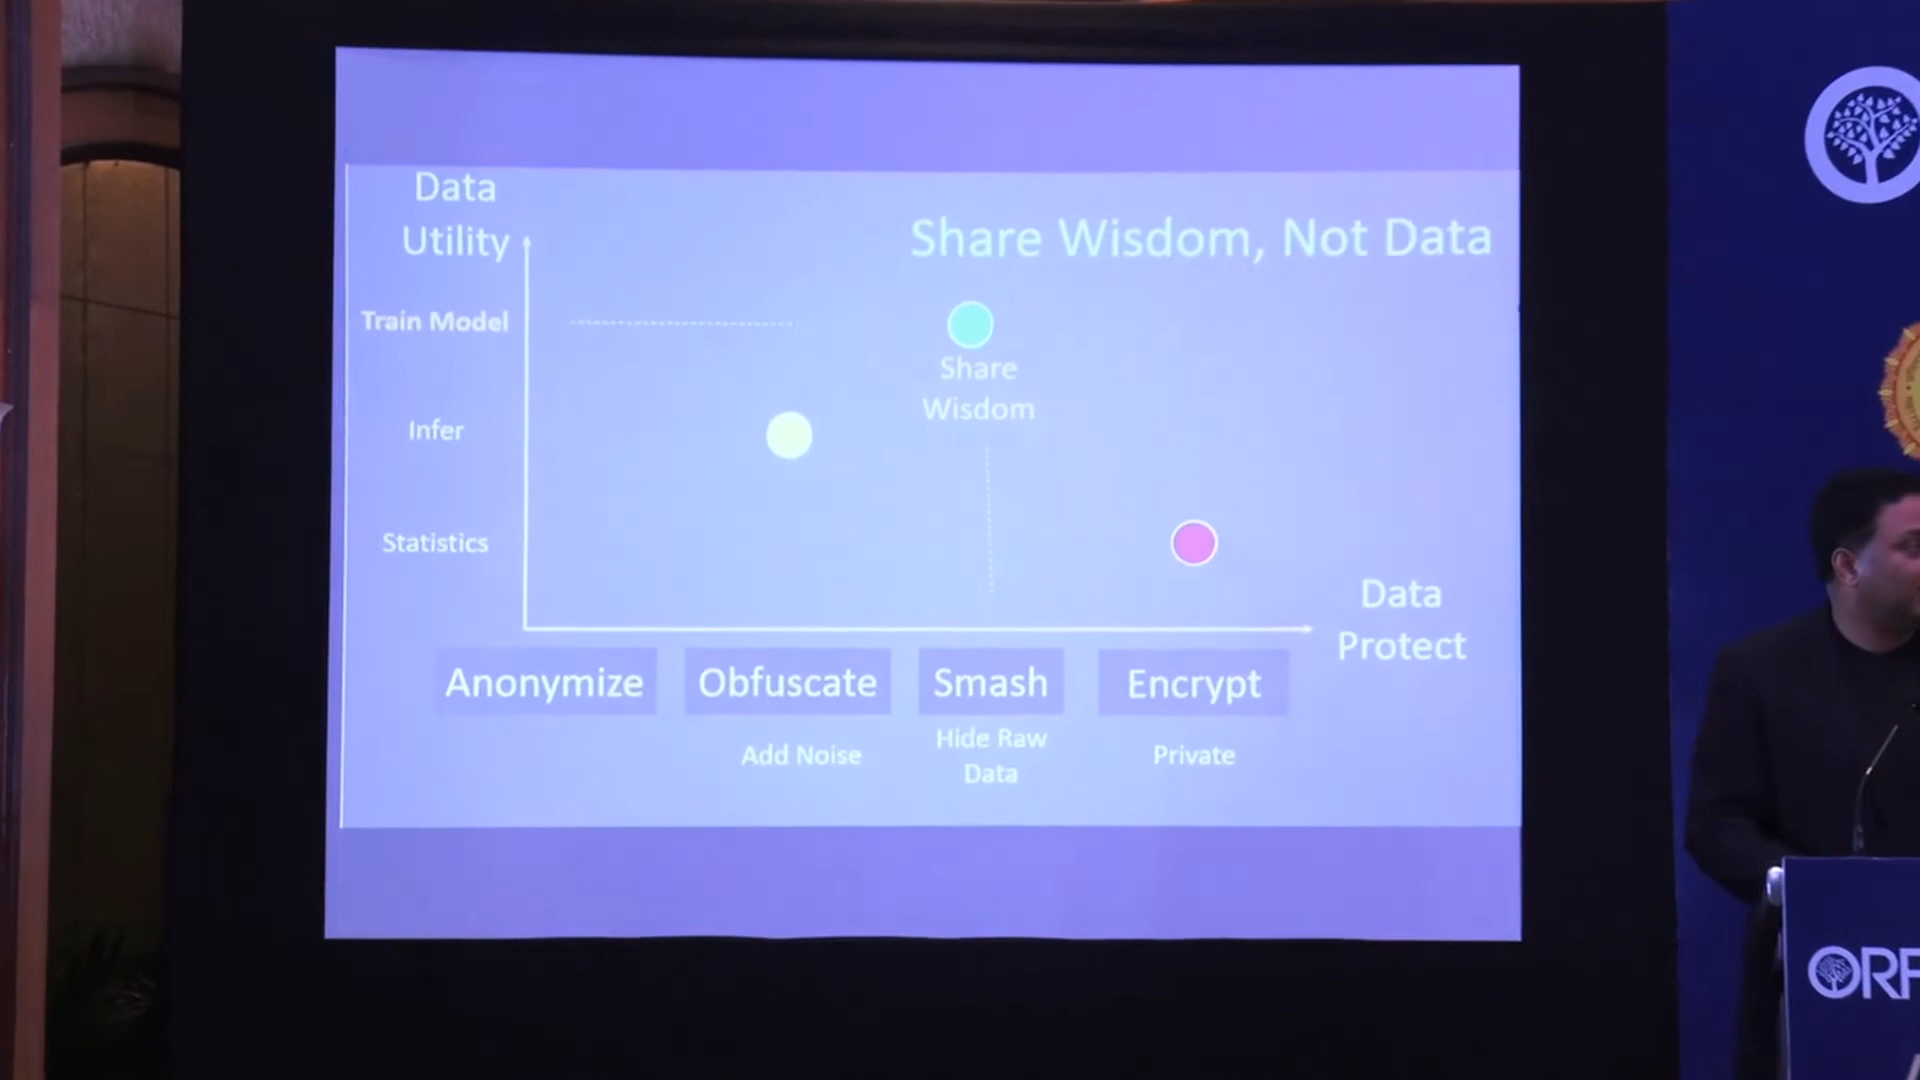 Data
Utility
Share Wisdom, Not Data
Train Model
Share
Wisdom
Infer
Statistics
Data
Protect
Anonymize
Obfuscate
Smash
Encrypt
Add Noise
Hide Raw
Data
Private
ORF